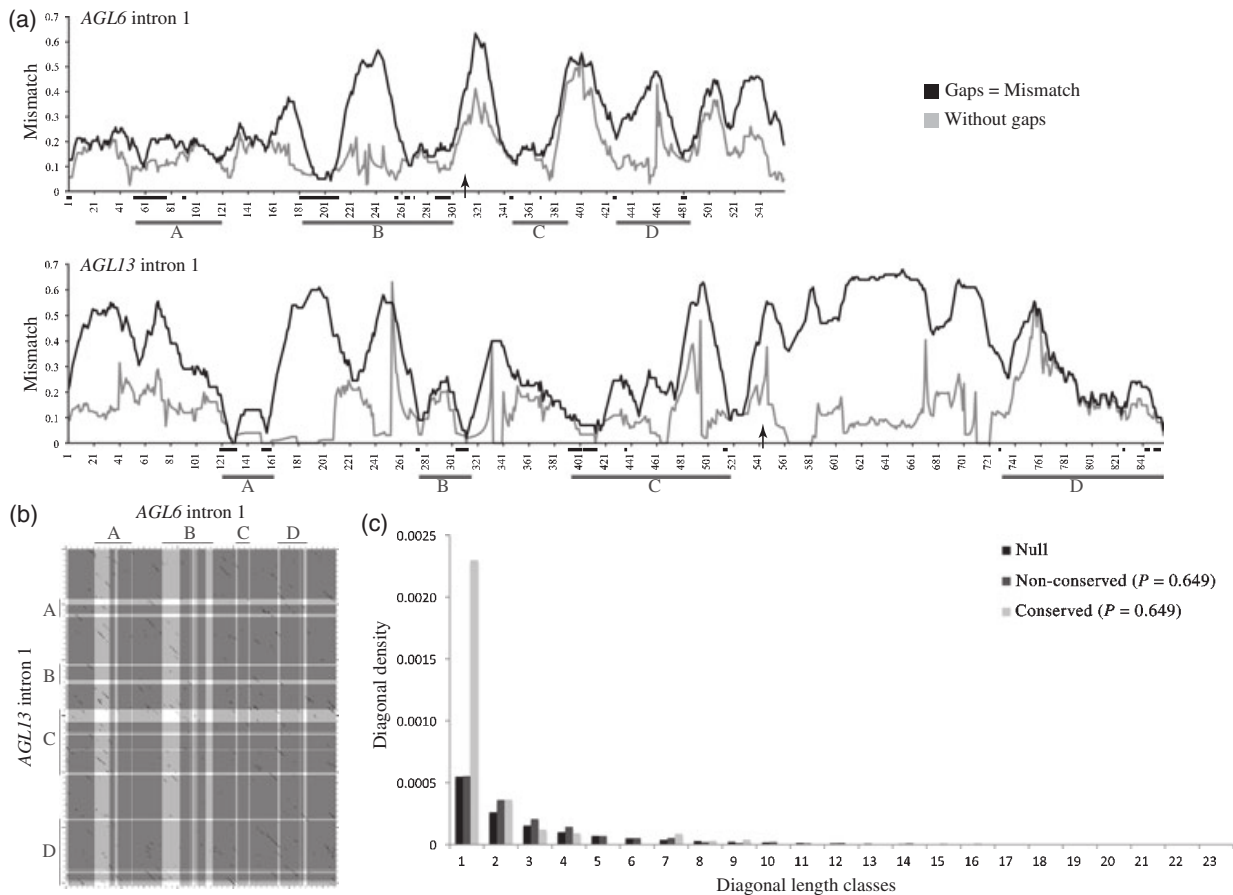 (a)
AGL6 intron 1
Mismatch
0.7
0.6
0.5
0.4
0.3
0.2
0.1
0
1 21 41 61 81 101 121 141 161 181 201 221 241 261 281 301 321 341 361 381 401 421 441 461 481 501 521 541
A B C D
Gaps = Mismatch
Without gaps
AGL13 intron 1
Mismatch
0.7
0.6
0.5
0.4
0.3
0.2
0.1
0
1 21 41 61 81 101 121 141 161 181 201 221 241 261 281 301 321 341 361 381 401 421 441 461 481 501 521 541 561 581 601 621 641 661 681 701 721 741 761 781 801 821 841
A B C D
(b)
AGL6 intron 1
A B C D
AGL13 intron 1
A
B
C
D
(c)
Diagonal density
0.0025
0.0020
0.0015
0.0010
0.0005
0
Null
Non-conserved (P = 0.649)
Conserved (P = 0.649)
1 2 3 4 5 6 7 8 9 10 11 12 13 14 15 16 17 18 19 20 21 22 23
Diagonal length classes